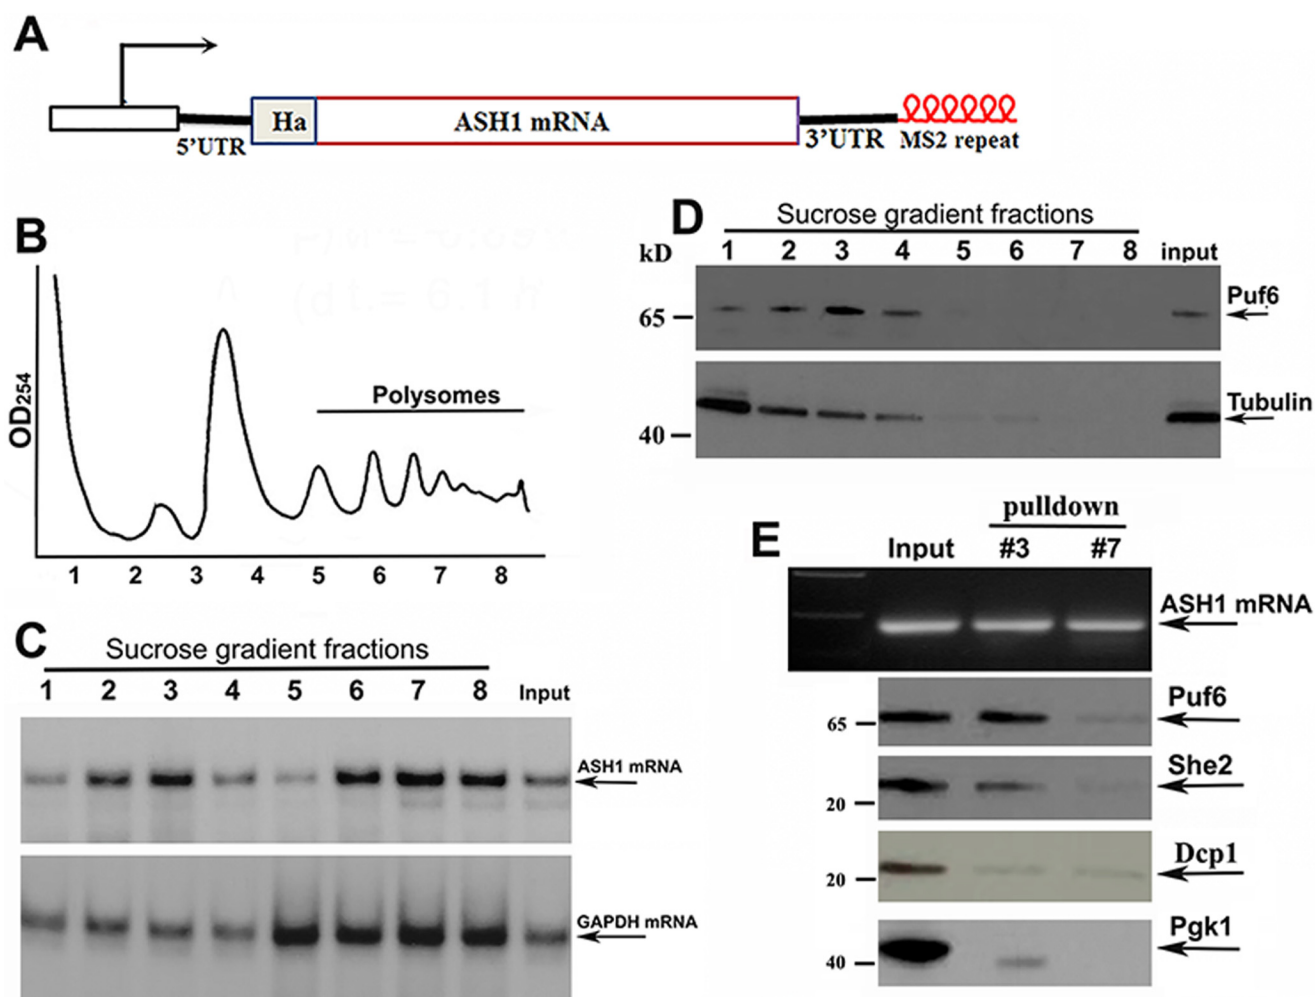 A
Ha
ASH1 mRNA
5'UTR
3'UTR
MS2 repeat
B
OD254
Polysomes
1 2 3 4 5 6 7 8
C
Sucrose gradient fractions
1 2 3 4 5 6 7 8 Input
ASH1 mRNA
GAPDH mRNA
D
Sucrose gradient fractions
kD 1 2 3 4 5 6 7 8 input
65
Puf6
Tubulin
40
E
pulldown
Input #3 #7
ASH1 mRNA
Puf6
65
She2
20
Dcp1
20
Pgk1
40